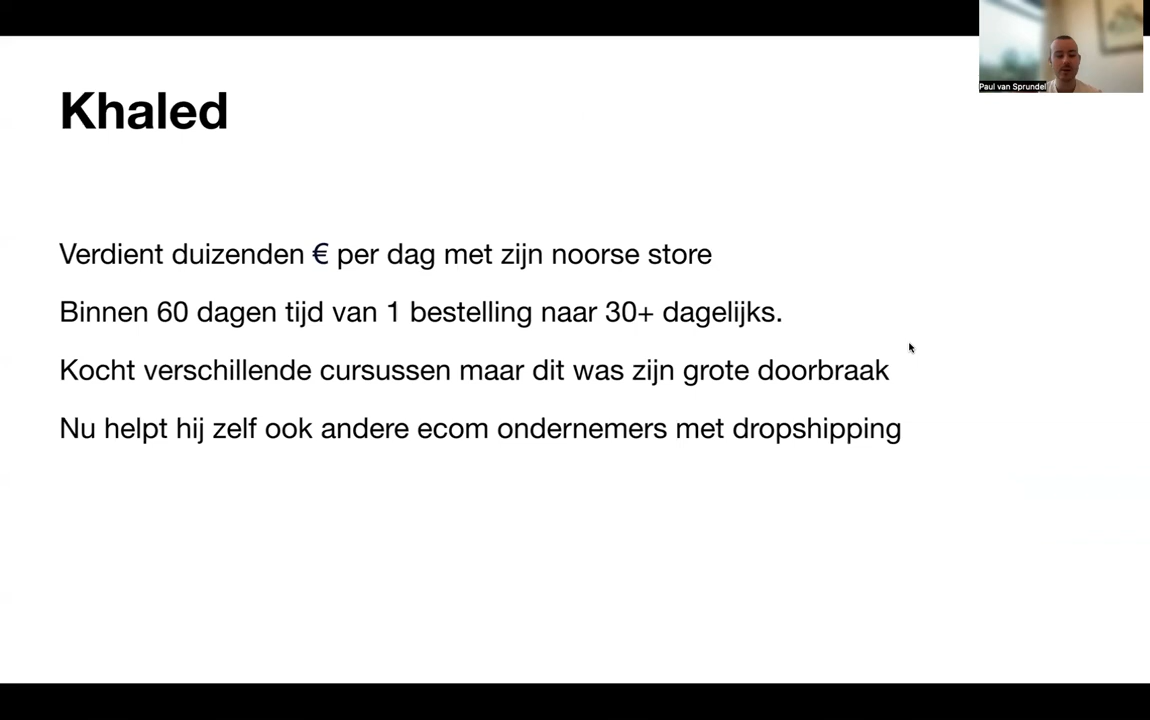 Paul van Sprundel
Khaled
Verdient duizenden € per dag met zijn noorse store
Binnen 60 dagen tijd van 1 bestelling naar 30+ dagelijks.
Kocht verschillende cursussen maar dit was zijn grote doorbraak
Nu helpt hij zelf ook andere ecom ondernemers met dropshipping